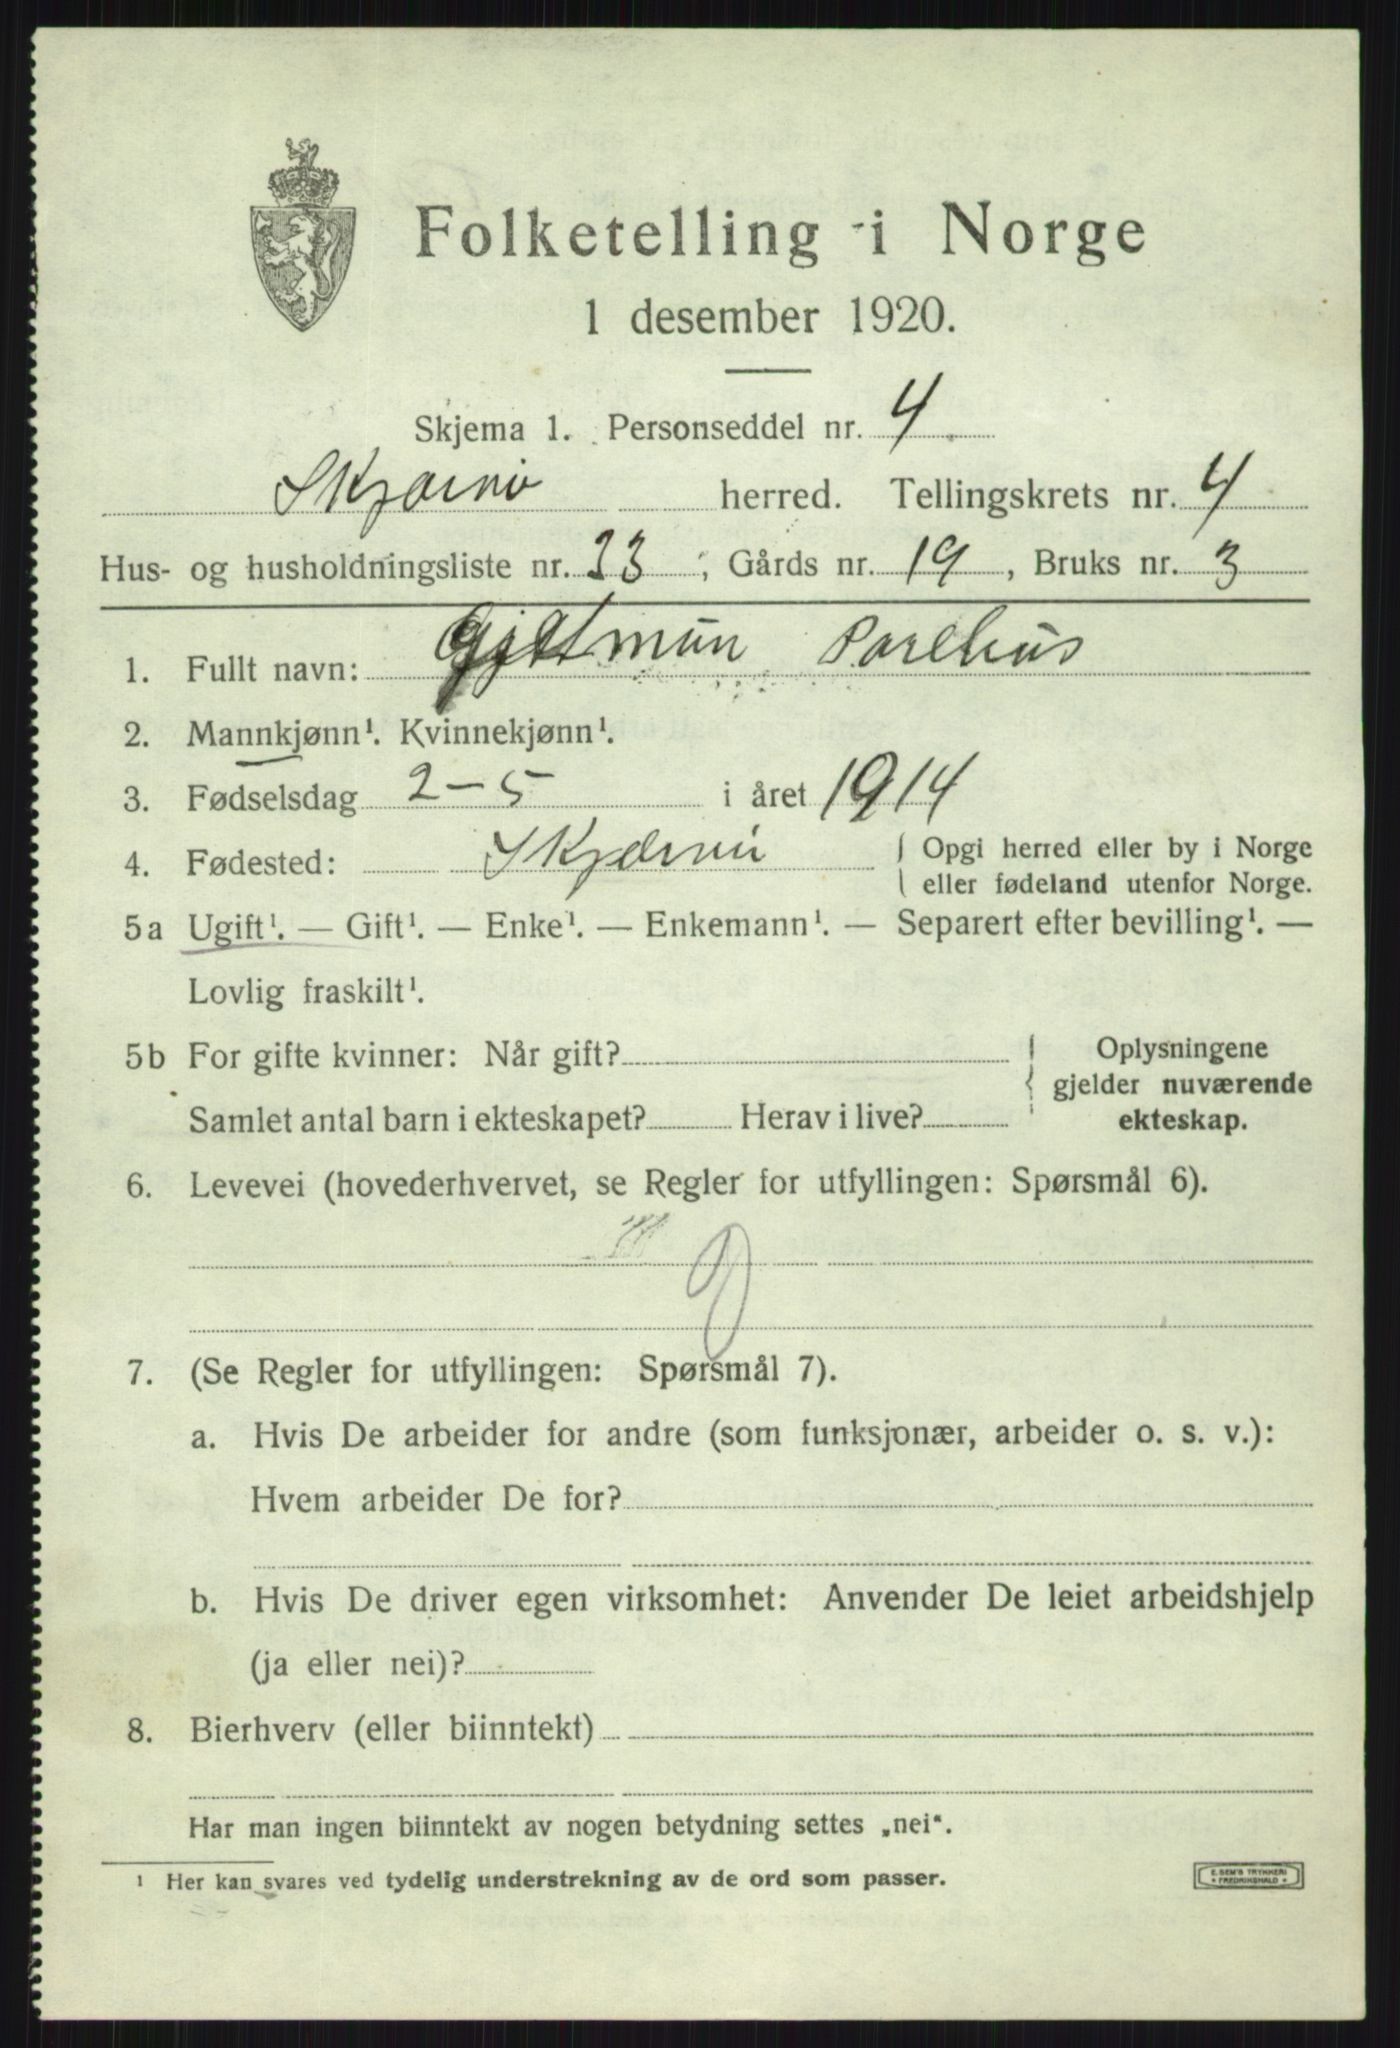 Folketelling i Norge
1 desember 1920.
Skjema 1. Personseddel nr. 4
Skjernø herred. Tellingskrets nr. 4
Hus- og husholdningsliste nr. 33, Gårds nr. 19, Bruks nr. 3
1. Fullt navn:
2. Mannkjønn¹. Kvinnekjønn¹.
3. Fødselsdag 2-5 i året 1914
4. Fødested: Skjernø { Opgi herred eller by i Norge
eller fødeland utenfor Norge.
5a Ugift¹. — Gift¹. — Enke¹. — Enkemann¹. — Separert efter bevilling¹. —
Lovlig fraskilt¹.
5b For gifte kvinner: Når gift?
Samlet antal barn i ekteskapet? Herav i live?
{ Oplysningene
gjelder nuværende
ekteskap.
6. Levevei (hovederhvervet, se Regler for utfyllingen: Spørsmål 6).
7. (Se Regler for utfyllingen: Spørsmål 7).
a. Hvis De arbeider for andre (som funksjonær, arbeider o. s. v.):
Hvem arbeider De for?
b. Hvis De driver egen virksomhet: Anvender De leiet arbeidshjelp
(ja eller nei)?
8. Bierhverv (eller biinntekt)
Har man ingen biinntekt av nogen betydning settes „nei“.
¹ Her kan svares ved tydelig understrekning av de ord som passer.
E. SEM'S TRYKKERI
• FREDRIKSHALD •